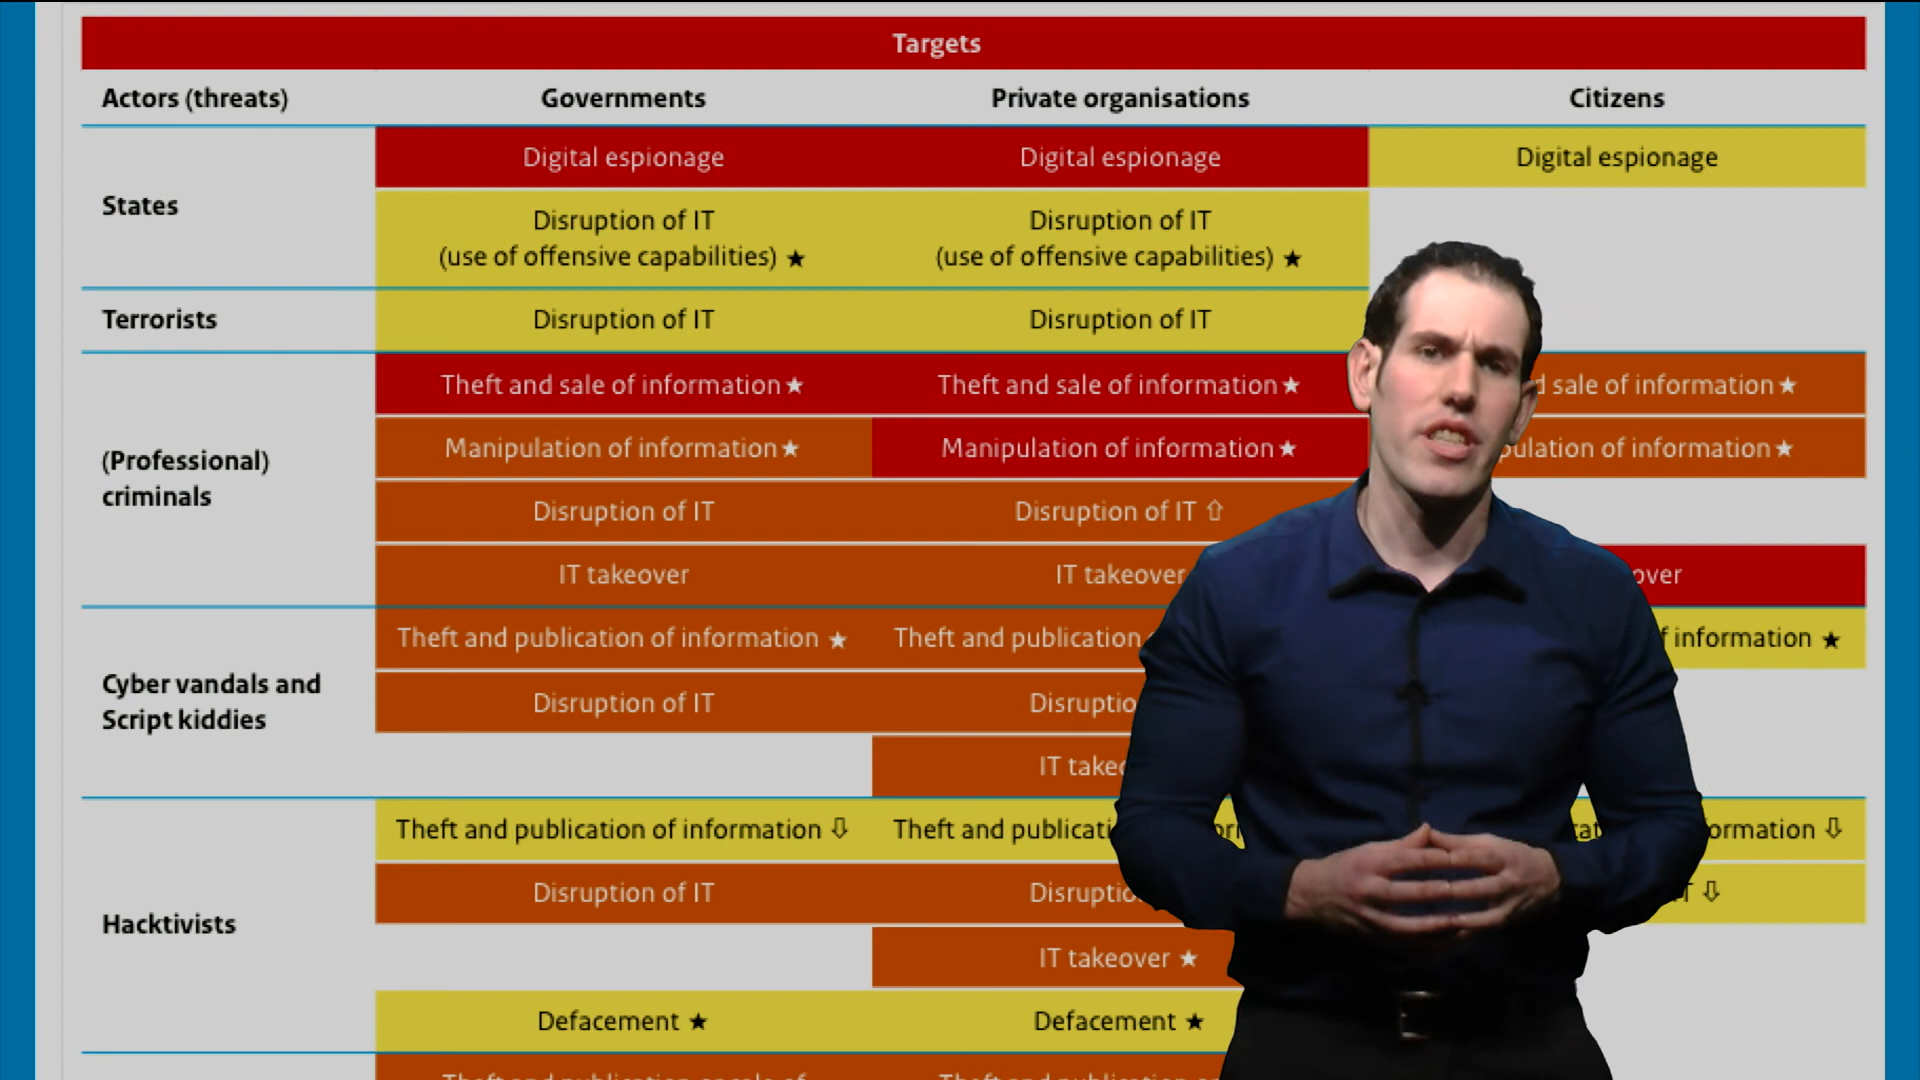 Targets
Actors (threats) Governments Private organisations Citizens
Digital espionage Digital espionage Digital espionage
States
Disruption of IT Disruption of IT
(use of offensive capabilities) ★ (use of offensive capabilities) ★
Terrorists Disruption of IT Disruption of IT
Theft and sale of information ★ Theft and sale of information ★ sale of information ★
Manipulation of information ★ Manipulation of information ★ of information ★
(Professional)
criminals
Disruption of IT Disruption of IT ⇧
IT takeover IT takeover
Theft and publication of information ★ Theft and publication information ★
Cyber vandals and
Script kiddies
Disruption of IT
IT
Theft and publication of information ⇩ Theft and ⇩
Disruption of IT ⇩
Hacktivists
IT takeover ★
Defacement ★ Defacement ★